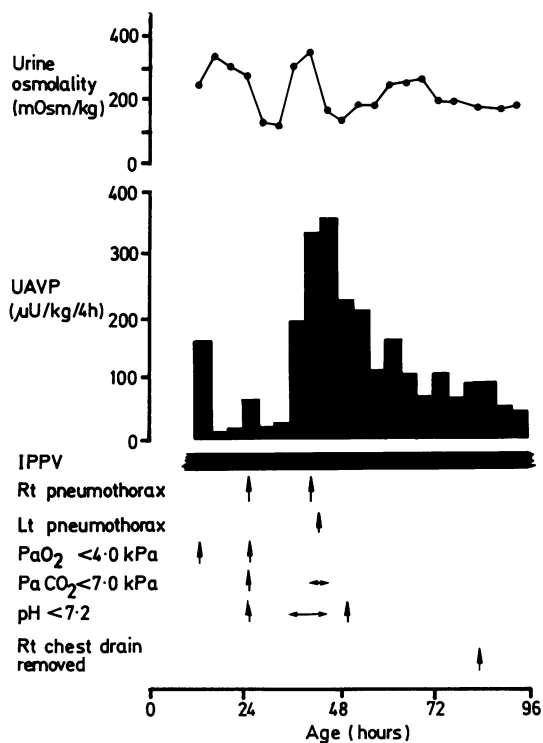 Urine
osmolality
(mOsm/kg)
400
200
0
UAVP
(μU/kg/4h)
400
300
200
100
0
IPPV
Rt pneumothorax
Lt pneumothorax
PaO2 <4·0 kPa
PaCO2<7·0 kPa
pH <7·2
Rt chest drain
removed
0 24 48 72 96
Age (hours)